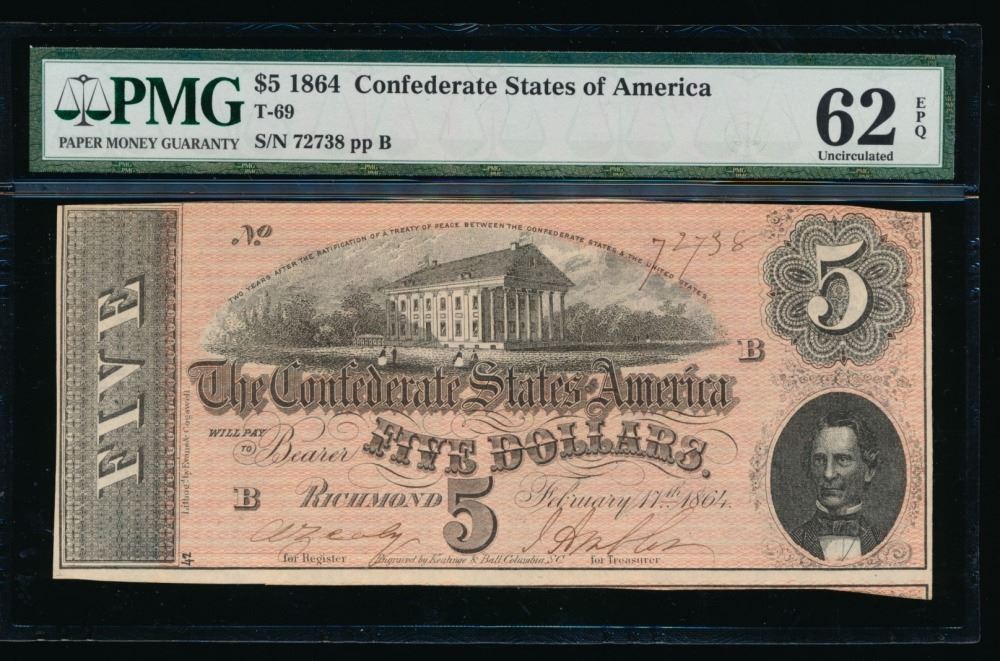 PMG
PAPER MONEY GUARANTY
$5 1864 Confederate States of America
T-69
S/N 72738 pp B
62
EPQ
Uncirculated
No 72738
TWO YEARS AFTER THE RATIFICATION OF A TREATY OF PEACE BETWEEN THE CONFEDERATE STATES & THE UNITED STATES
FIVE
5
B
The Confederate States America
WILL PAY
TO Bearer FIVE DOLLARS.
B RICHMOND 5 February 17th 1864.
for Register Engraved by Keatinge & Ball Columbia, S.C. for Treasurer
42